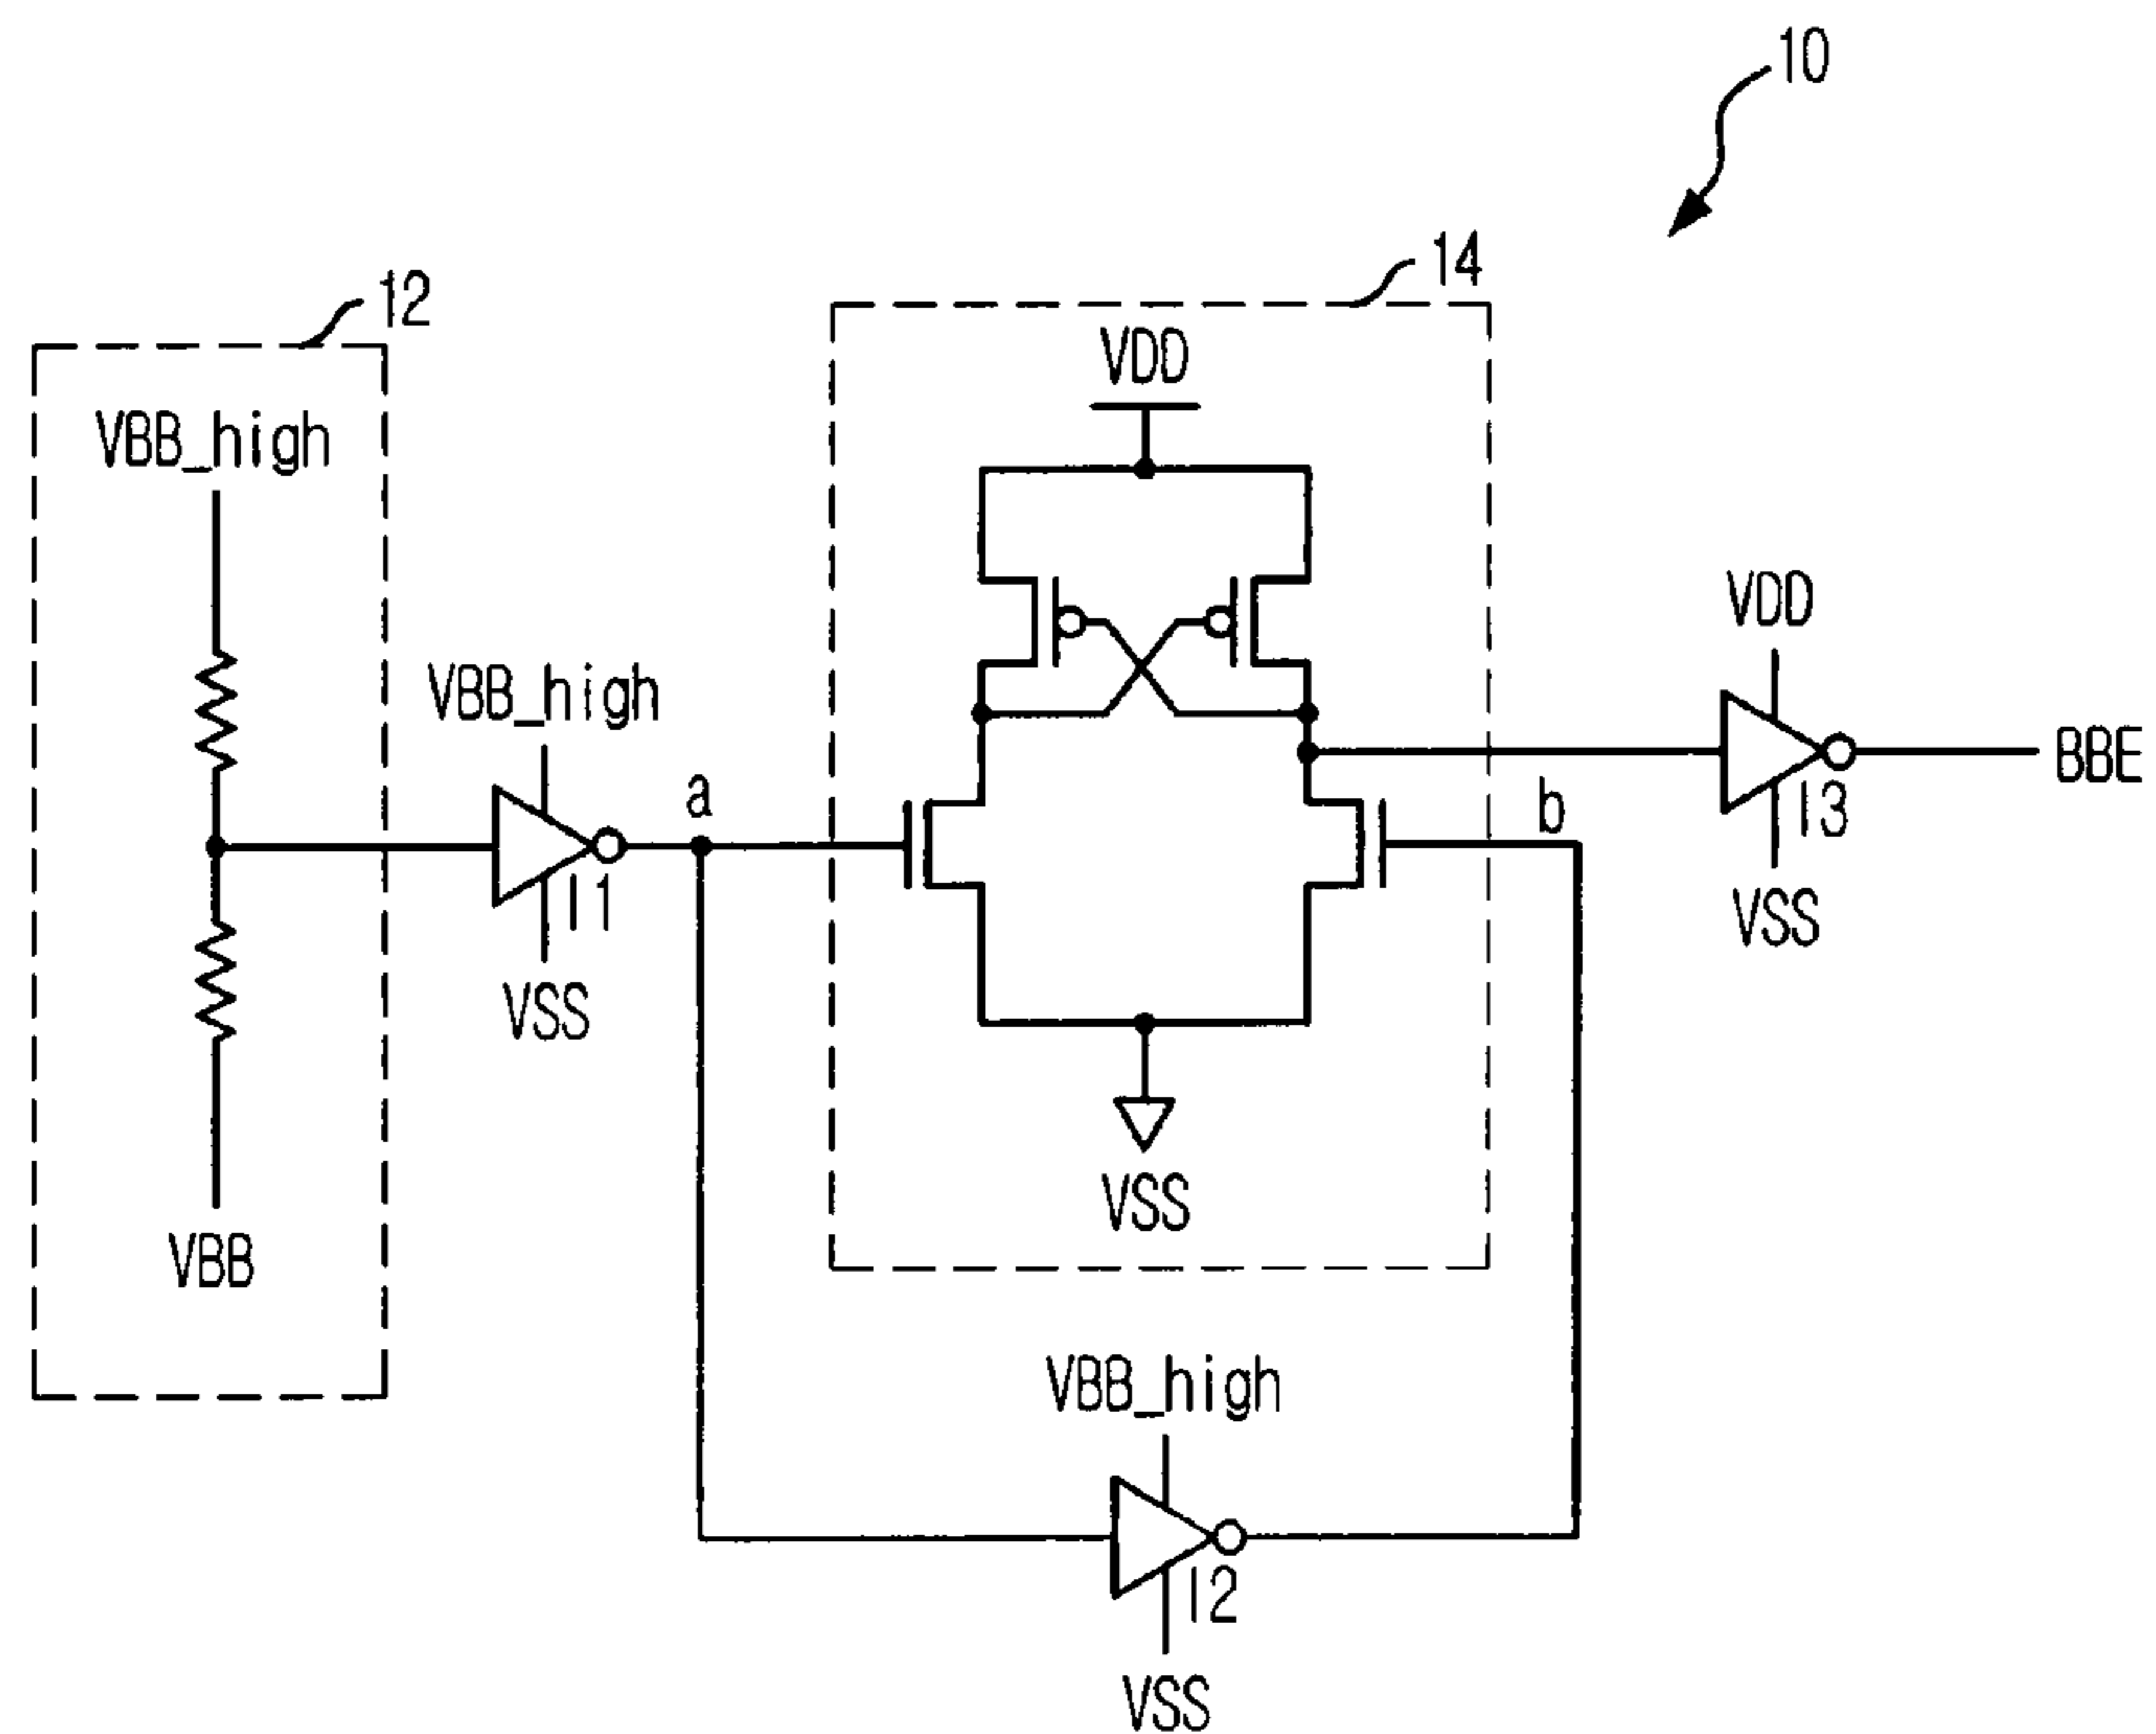 10
14
12
VDD
VBB_high
VDD
VBB_high
a
BBE
b
I3
I1
VSS
VSS
VSS
VBB
VBB_high
I2
VSS